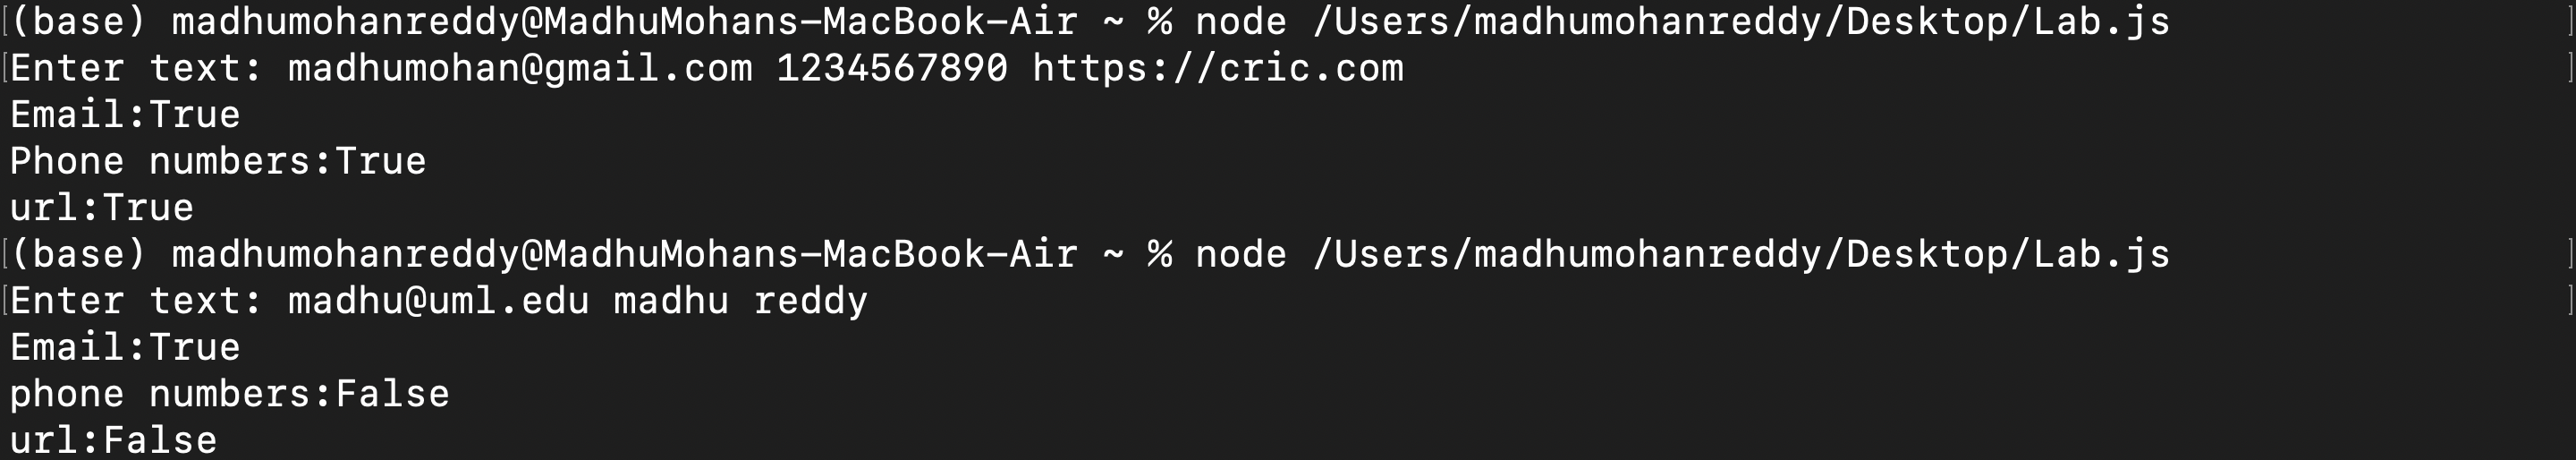 [(base) madhumohanreddy@MadhuMohans-MacBook-Air ~ % node /Users/madhumohanreddy/Desktop/Lab.js ]
[Enter text: madhumohan@gmail.com 1234567890 https://cric.com ]
Email:True
Phone numbers:True
url:True
[(base) madhumohanreddy@MadhuMohans-MacBook-Air ~ % node /Users/madhumohanreddy/Desktop/Lab.js ]
[Enter text: madhu@uml.edu madhu reddy ]
Email:True
phone numbers:False
url:False